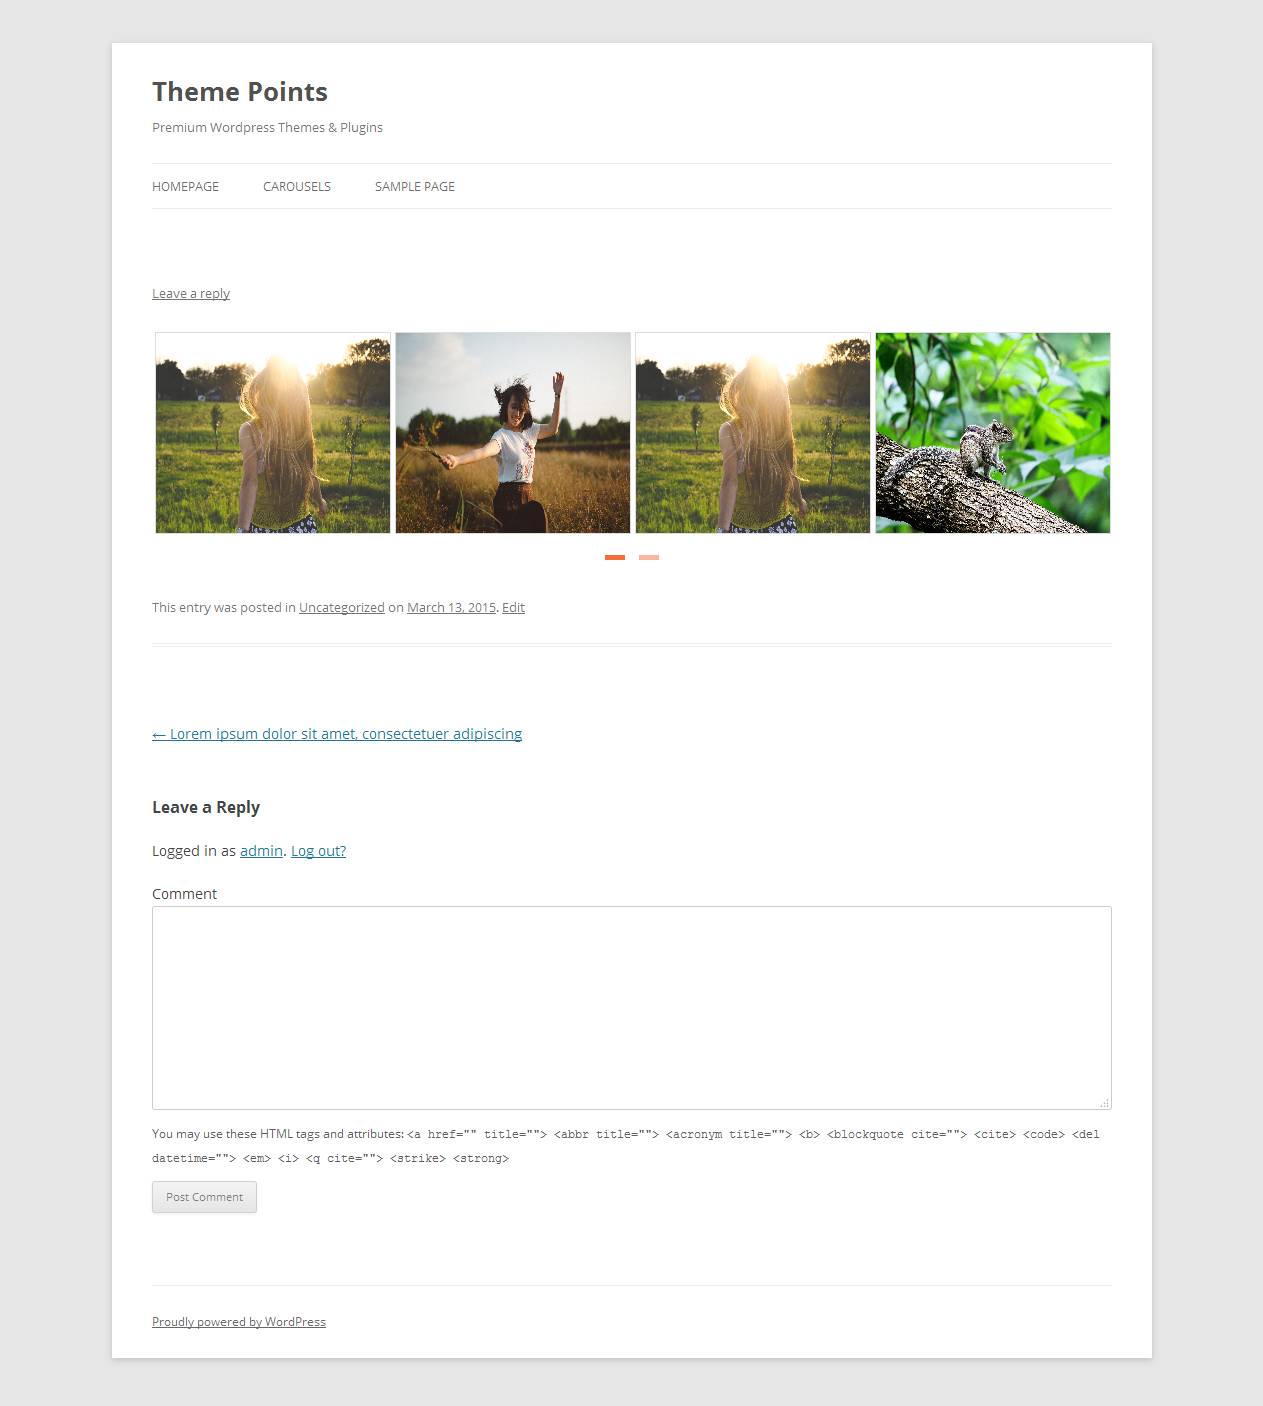 Theme Points
Premium Wordpress Themes & Plugins
HOMEPAGE CAROUSELS SAMPLE PAGE
Leave a reply
This entry was posted in Uncategorized on March 13, 2015. Edit
← Lorem ipsum dolor sit amet, consectetuer adipiscing
Leave a Reply
Logged in as admin. Log out?
Comment
You may use these HTML tags and attributes: <a href="" title=""> <abbr title=""> <acronym title=""> <b> <blockquote cite=""> <cite> <code> <del
datetime=""> <em> <i> <q cite=""> <strike> <strong>
Post Comment
Proudly powered by WordPress